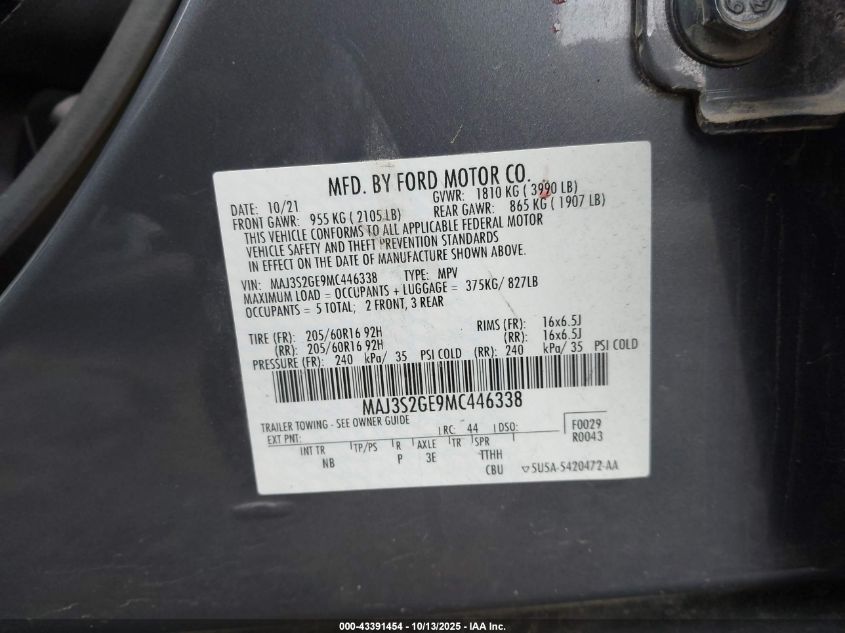 MFD. BY FORD MOTOR CO.
DATE: 10/21 GVWR: 1810 KG ( 3990 LB)
FRONT GAWR: 955 KG ( 2105 LB) REAR GAWR: 865 KG ( 1907 LB)
THIS VEHICLE CONFORMS TO ALL APPLICABLE FEDERAL MOTOR
VEHICLE SAFETY AND THEFT PREVENTION STANDARDS
IN EFFECT ON THE DATE OF MANUFACTURE SHOWN ABOVE.
VIN: MAJ3S2GE9MC446338 TYPE: MPV
MAXIMUM LOAD = OCCUPANTS + LUGGAGE = 375KG/ 827LB
OCCUPANTS = 5 TOTAL; 2 FRONT, 3 REAR
TIRE (FR): 205/60R16 92H RIMS (FR): 16x6.5J
(RR): 205/60R16 92H (RR): 16x6.5J
PRESSURE (FR): 240 kPa/ 35 PSI COLD (RR): 240 kPa/ 35 PSI COLD
MAJ3S2GE9MC446338
TRAILER TOWING - SEE OWNER GUIDE
EXT PNT: RC: 44 DSO: F0029
R0043
INT TR TP/PS R AXLE TR SPR
NB P 3E TTHH
CBU SU5A-5420472-AA
000-43391454 | 10/13/2025 | IAA Inc.